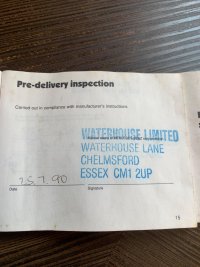 Pre-delivery inspection
Carried out in compliance with manufacturer's instructions.
WATERHOUSE LIMITED
WATERHOUSE LANE
CHELMSFORD
ESSEX CM1 2UP
25.7.90
Date Signature
15